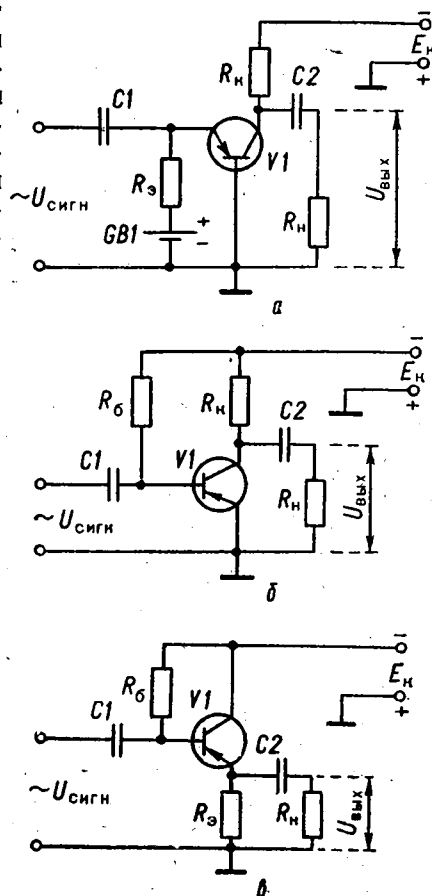 −
Eк
+
Rк
C2
C1
V1
Uвых
Rэ
~Uсигн
Rн
GB1
+
−
а
−
Eк
+
Rб
Rк
C2
C1
V1
Uвых
Rн
~Uсигн
б
−
Eк
+
Rб
V1
C1
C2
~Uсигн
Rэ
Rн
Uвых
в